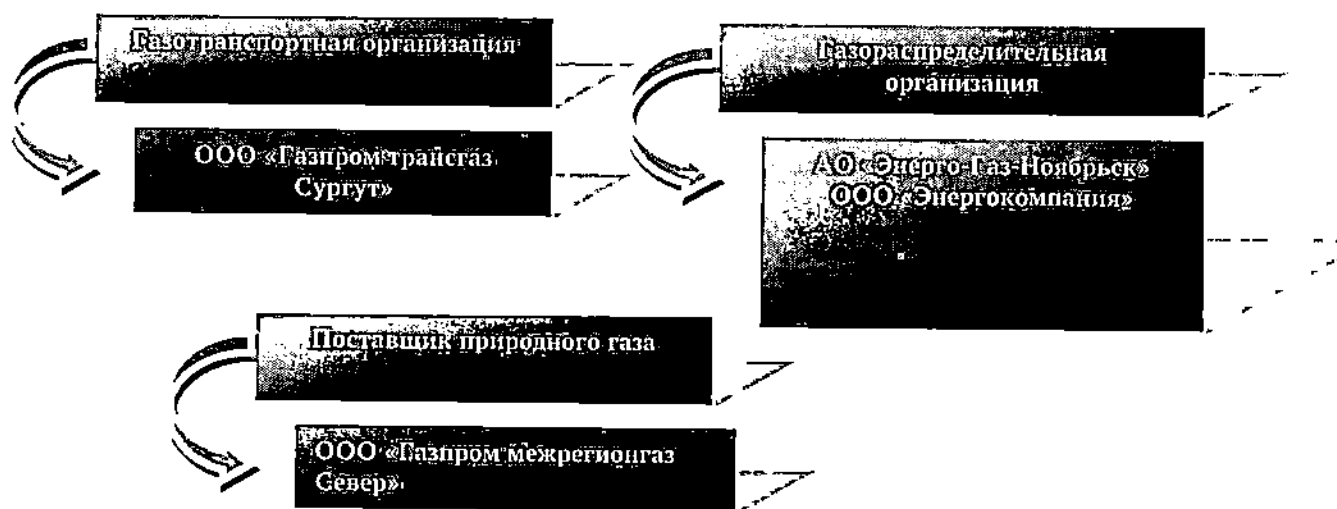 Газотранспортная организация
ООО «Газпром трансгаз
Сургут»
Газораспределительная
организация
АО «Энерго-Газ-Ноябрьск»
ООО «Энергокомпания»
Поставщик природного газа
ООО «Газпром межрегионгаз
Север»